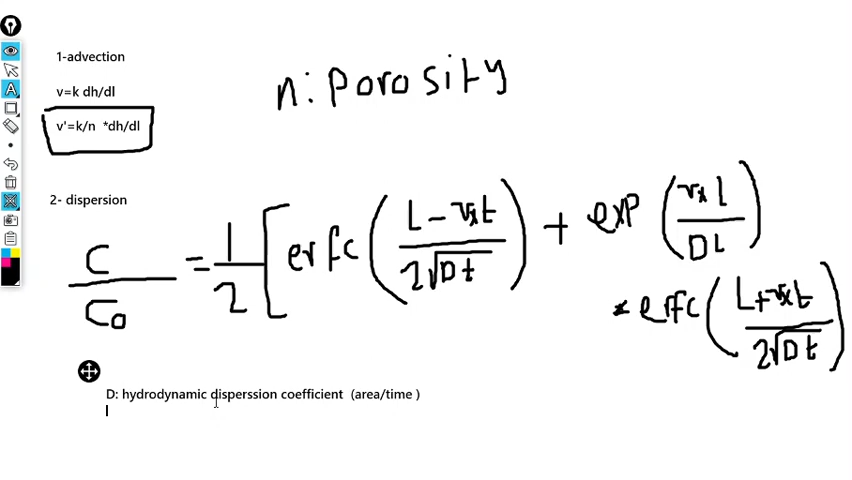 1-advection
n: Porosity
v=k dh/dl
v'=k/n *dh/dl
2- dispersion
C/Co = 1/2 [ erfc ( L - vxt / 2√Dt ) + exp ( vx l / DL )
* erfc ( L+vxt / 2√Dt )
D: hydrodynamic disperssion coefficient (area/time )